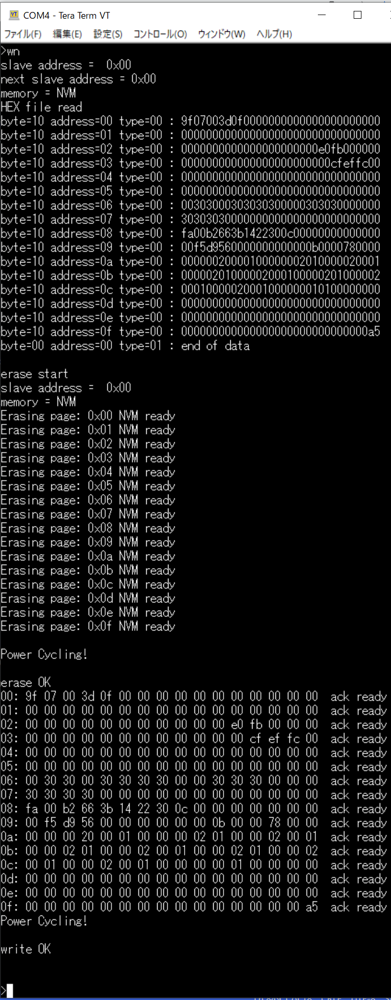 COM4 - Tera Term VT
ファイル(F) 編集(E) 設定(S) コントロール(O) ウィンドウ(W) ヘルプ(H)
>wn
slave address =  0x00
next slave address = 0x00
memory = NVM
HEX file read
byte=10 address=00 type=00 : 9f07003d0f0000000000000000000000
byte=10 address=01 type=00 : 00000000000000000000000000000000
byte=10 address=02 type=00 : 0000000000000000000000e0fb000000
byte=10 address=03 type=00 : 000000000000000000000000cfeffc00
byte=10 address=04 type=00 : 00000000000000000000000000000000
byte=10 address=05 type=00 : 00000000000000000000000000000000
byte=10 address=06 type=00 : 00303000303030300000303030000000
byte=10 address=07 type=00 : 30303030000000000000000000000000
byte=10 address=08 type=00 : fa00b2663b1422300c00000000000000
byte=10 address=09 type=00 : 00f5d9560000000000000b0000780000
byte=10 address=0a type=00 : 00000020000100000002010000020001
byte=10 address=0b type=00 : 00000201000002000100000201000002
byte=10 address=0c type=00 : 00010000020001000000000100000000
byte=10 address=0d type=00 : 00000000000000000000000000000000
byte=10 address=0e type=00 : 00000000000000000000000000000000
byte=10 address=0f type=00 : 000000000000000000000000000000a5
byte=00 address=00 type=01 : end of data
erase start
slave address =  0x00
memory = NVM
Erasing page: 0x00 NVM ready
Erasing page: 0x01 NVM ready
Erasing page: 0x02 NVM ready
Erasing page: 0x03 NVM ready
Erasing page: 0x04 NVM ready
Erasing page: 0x05 NVM ready
Erasing page: 0x06 NVM ready
Erasing page: 0x07 NVM ready
Erasing page: 0x08 NVM ready
Erasing page: 0x09 NVM ready
Erasing page: 0x0a NVM ready
Erasing page: 0x0b NVM ready
Erasing page: 0x0c NVM ready
Erasing page: 0x0d NVM ready
Erasing page: 0x0e NVM ready
Erasing page: 0x0f NVM ready
Power Cycling!
erase OK
00: 9f 07 00 3d 0f 00 00 00 00 00 00 00 00 00 00 00  ack ready
01: 00 00 00 00 00 00 00 00 00 00 00 00 00 00 00 00  ack ready
02: 00 00 00 00 00 00 00 00 00 00 00 e0 fb 00 00 00  ack ready
03: 00 00 00 00 00 00 00 00 00 00 00 00 cf ef fc 00  ack ready
04: 00 00 00 00 00 00 00 00 00 00 00 00 00 00 00 00  ack ready
05: 00 00 00 00 00 00 00 00 00 00 00 00 00 00 00 00  ack ready
06: 00 30 30 00 30 30 30 30 00 00 30 30 30 00 00 00  ack ready
07: 30 30 30 30 00 00 00 00 00 00 00 00 00 00 00 00  ack ready
08: fa 00 b2 66 3b 14 22 30 0c 00 00 00 00 00 00 00  ack ready
09: 00 f5 d9 56 00 00 00 00 00 00 0b 00 00 78 00 00  ack ready
0a: 00 00 00 20 00 01 00 00 00 02 01 00 00 02 00 01  ack ready
0b: 00 00 02 01 00 00 02 00 01 00 00 02 01 00 00 02  ack ready
0c: 00 01 00 00 02 00 01 00 00 00 00 01 00 00 00 00  ack ready
0d: 00 00 00 00 00 00 00 00 00 00 00 00 00 00 00 00  ack ready
0e: 00 00 00 00 00 00 00 00 00 00 00 00 00 00 00 00  ack ready
0f: 00 00 00 00 00 00 00 00 00 00 00 00 00 00 00 a5  ack ready
Power Cycling!
write OK
>